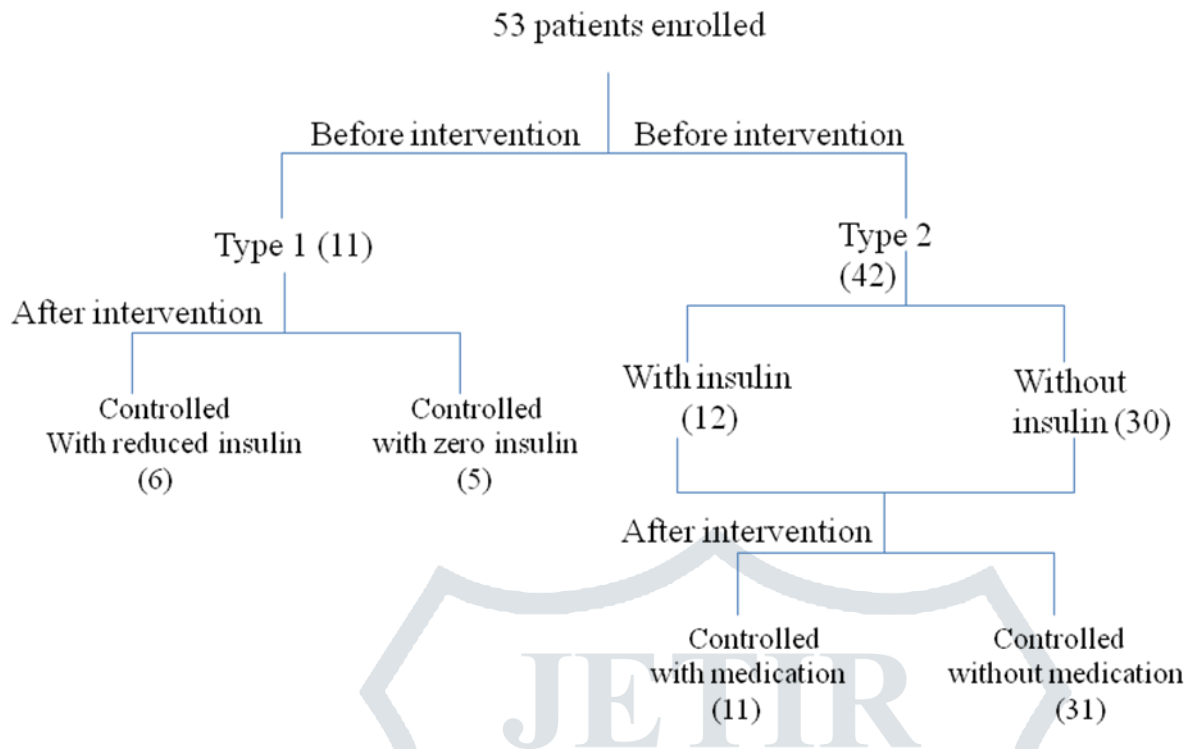 53 patients enrolled
Before intervention
Before intervention
Type 1 (11)
Type 2
(42)
After intervention
Controlled
With reduced insulin
(6)
Controlled
with zero insulin
(5)
With insulin
(12)
Without
insulin (30)
After intervention
Controlled
with medication
(11)
Controlled
without medication
(31)
JETIR